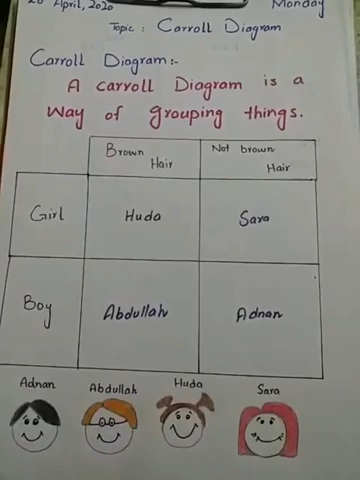 April, 2020 Monday
Topic : Carroll Diagram
Carroll Diagram:-
A carroll Diagram is a
Way of grouping things.
Brown Hair
Not brown Hair
Girl Huda Sara
Boy Abdullah Adnan
Adnan Abdullah Huda Sara